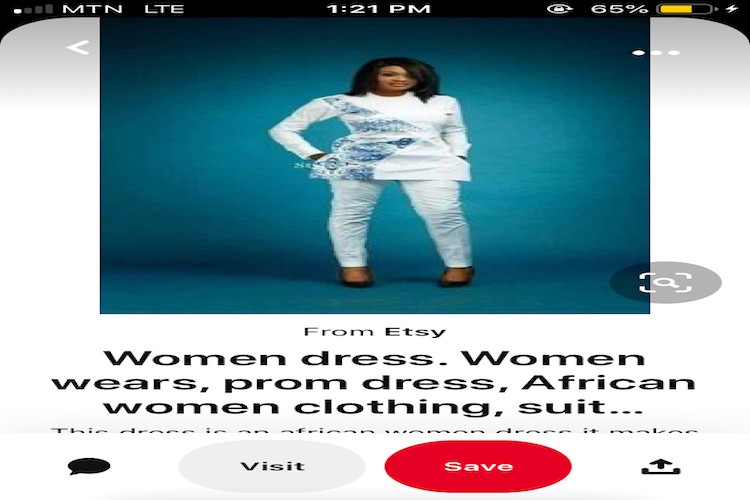 MTN LTE 1:21 PM 65%
From Etsy
Women dress. Women
wears, prom dress, African
women clothing, suit...
This dress is an african women dress it makes
Visit Save